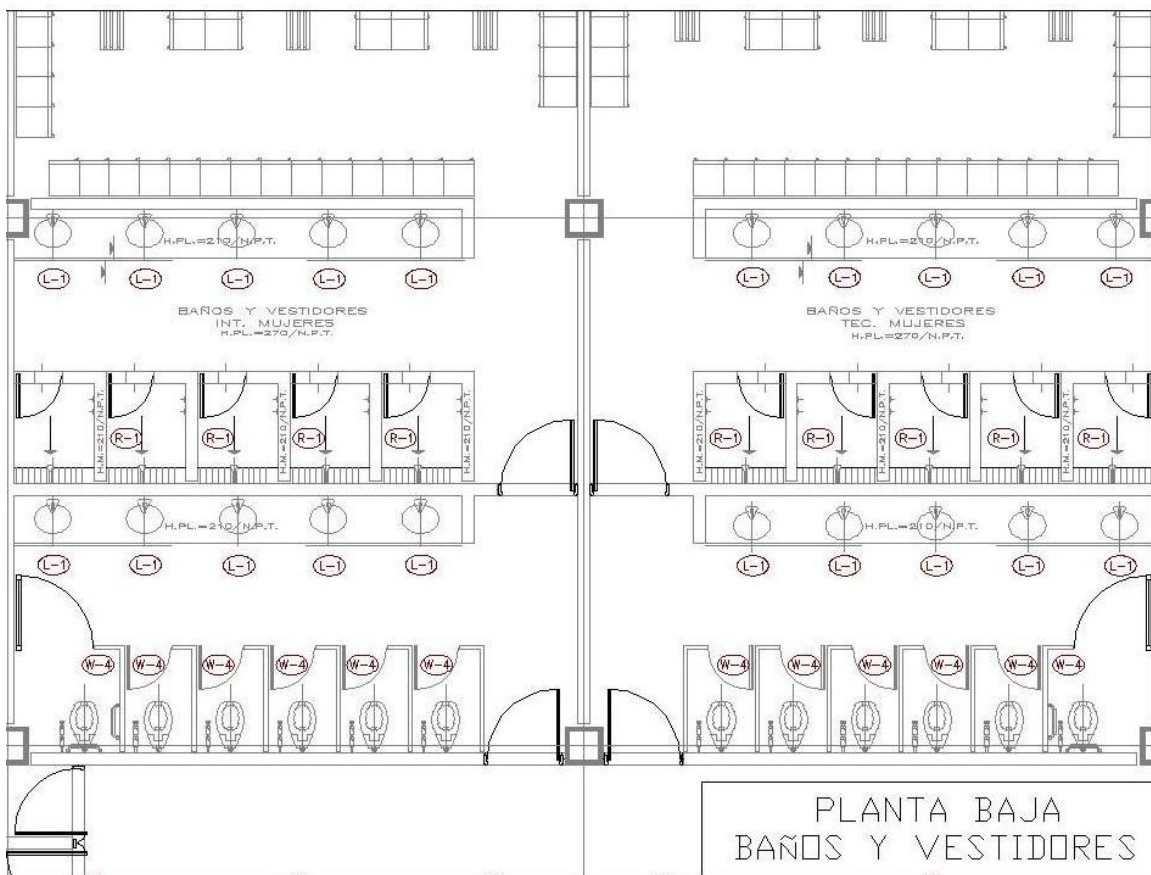 H.PL.=210/N.P.T.
H.PL.=210/N.P.T.
L-1 L-1 L-1 L-1 L-1
L-1 L-1 L-1 L-1 L-1
BAÑOS Y VESTIDORES
INT. MUJERES
H.PL.=270/N.P.T.
BAÑOS Y VESTIDORES
TEC. MUJERES
H.PL.=270/N.P.T.
H.M.=210/N.P.T.
H.M.=210/N.P.T.
H.M.=210/N.P.T.
H.M.=210/N.P.T.
H.M.=210/N.P.T.
H.M.=210/N.P.T.
R-1 R-1 R-1 R-1
R-1 R-1 R-1 R-1 R-1
H.PL.=210/N.P.T.
H.PL.=210/N.P.T.
L-1 L-1 L-1 L-1 L-1
L-1 L-1 L-1 L-1 L-1
W-4 W-4 W-4 W-4 W-4 W-4
W-4 W-4 W-4 W-4 W-4 W-4
PLANTA BAJA
BAÑOS Y VESTIDORES